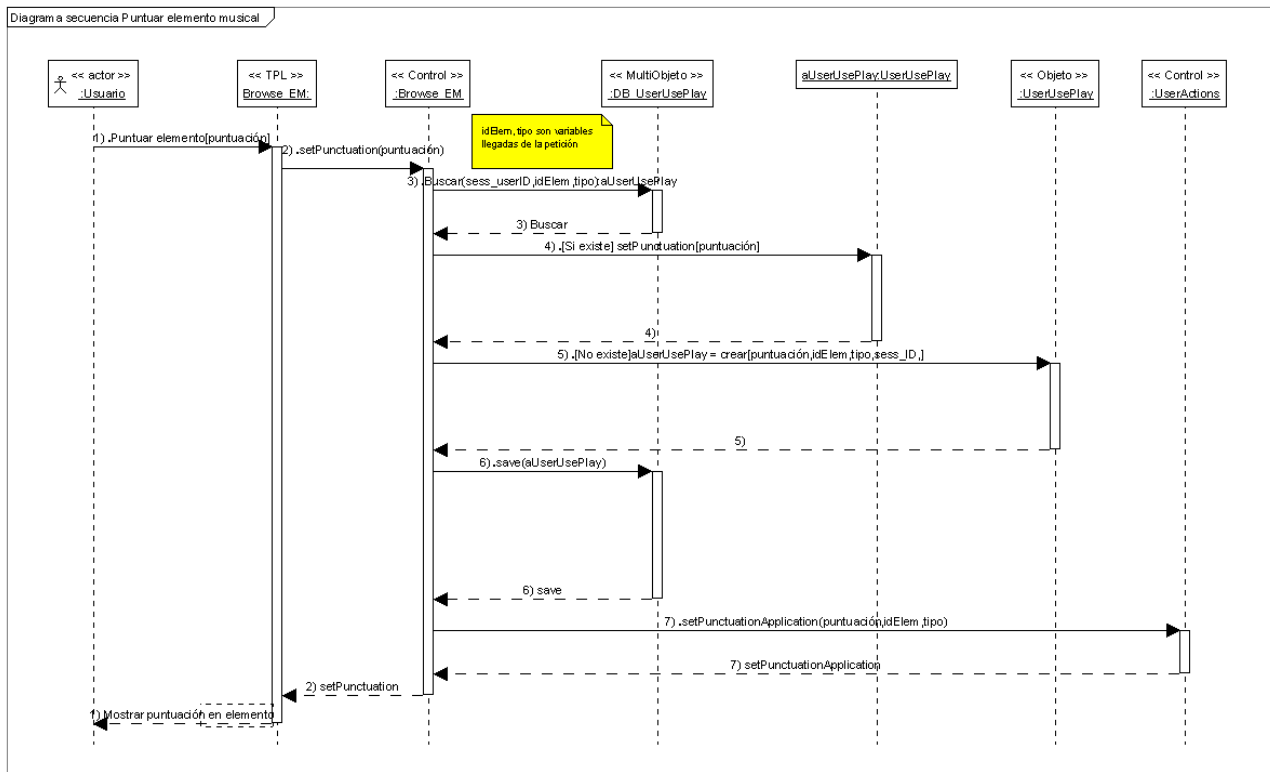 Diagrama secuencia Puntuar elemento musical
<< actor >>
:Usuario
<< TPL >>
Browse_EM:
<< Control >>
:Browse_EM
<< MultiObjeto >>
:DB_UserUsePlay
aUserUsePlay:UserUsePlay
<< Objeto >>
:UserUsePlay
<< Control >>
:UserActions
idElem, tipo son variables
llegadas de la petición
1) .Puntuar elemento[puntuación]
2) .setPunctuation(puntuación)
3) .Buscar(sess_userID,idElem,tipo):aUserUsePlay
3) Buscar
4) .[Si existe] setPunctuation[puntuación]
4)
5) .[No existe]aUserUsePlay = crear[puntuación,idElem,tipo,sess_ID,]
5)
6) .save(aUserUsePlay)
6) save
7) .setPunctuationApplication(puntuación,idElem,tipo)
7) setPunctuationApplication
2) setPunctuation
1) Mostrar puntuación en elemento